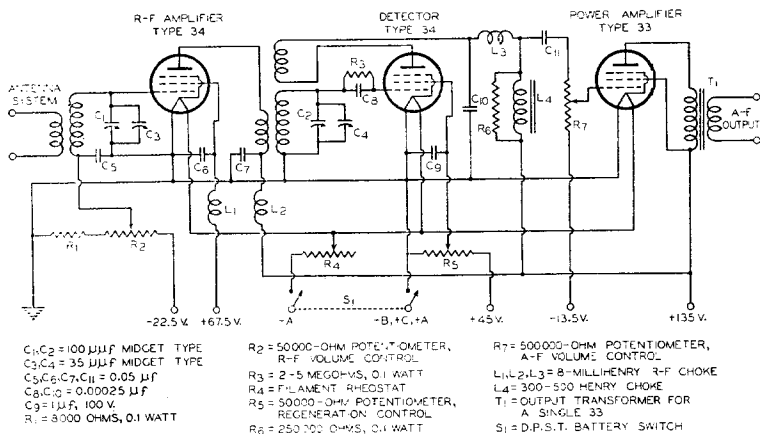 R-F AMPLIFIER
TYPE 34
DETECTOR
TYPE 34
POWER AMPLIFIER
TYPE 33
ANTENNA
SYSTEM
C1
C3
C5
C6
C7
L1
L2
R1
R2
R3
C8
C2
C4
C9
C10
L3
C11
R6
L4
R7
T1
A-F
OUTPUT
R4
R5
S1
-22.5 V.
+67.5 V.
-A
-B,+C,+A
+45 V.
-13.5 V.
+135 V.
C1,C2 = 100 μμf MIDGET TYPE
C3,C4 = 35 μμf MIDGET TYPE
C5,C6,C7,C11 = 0.05 μf
C8,C10 = 0.00025 μf
C9 = 1 μf, 100 V.
R1 = 8000 OHMS, 0.1 WATT
R2 = 50000-OHM POTENTIOMETER,
R-F VOLUME CONTROL
R3 = 2-5 MEGOHMS, 0.1 WATT
R4 = FILAMENT RHEOSTAT
R5 = 50000-OHM POTENTIOMETER,
REGENERATION CONTROL
R6 = 250000 OHMS, 0.1 WATT
R7 = 500000-OHM POTENTIOMETER,
A-F VOLUME CONTROL
L1,L2,L3 = 8-MILLIHENRY R-F CHOKE
L4 = 300-500 HENRY CHOKE
T1 = OUTPUT TRANSFORMER FOR
A SINGLE 33
S1 = D.P.S.T. BATTERY SWITCH